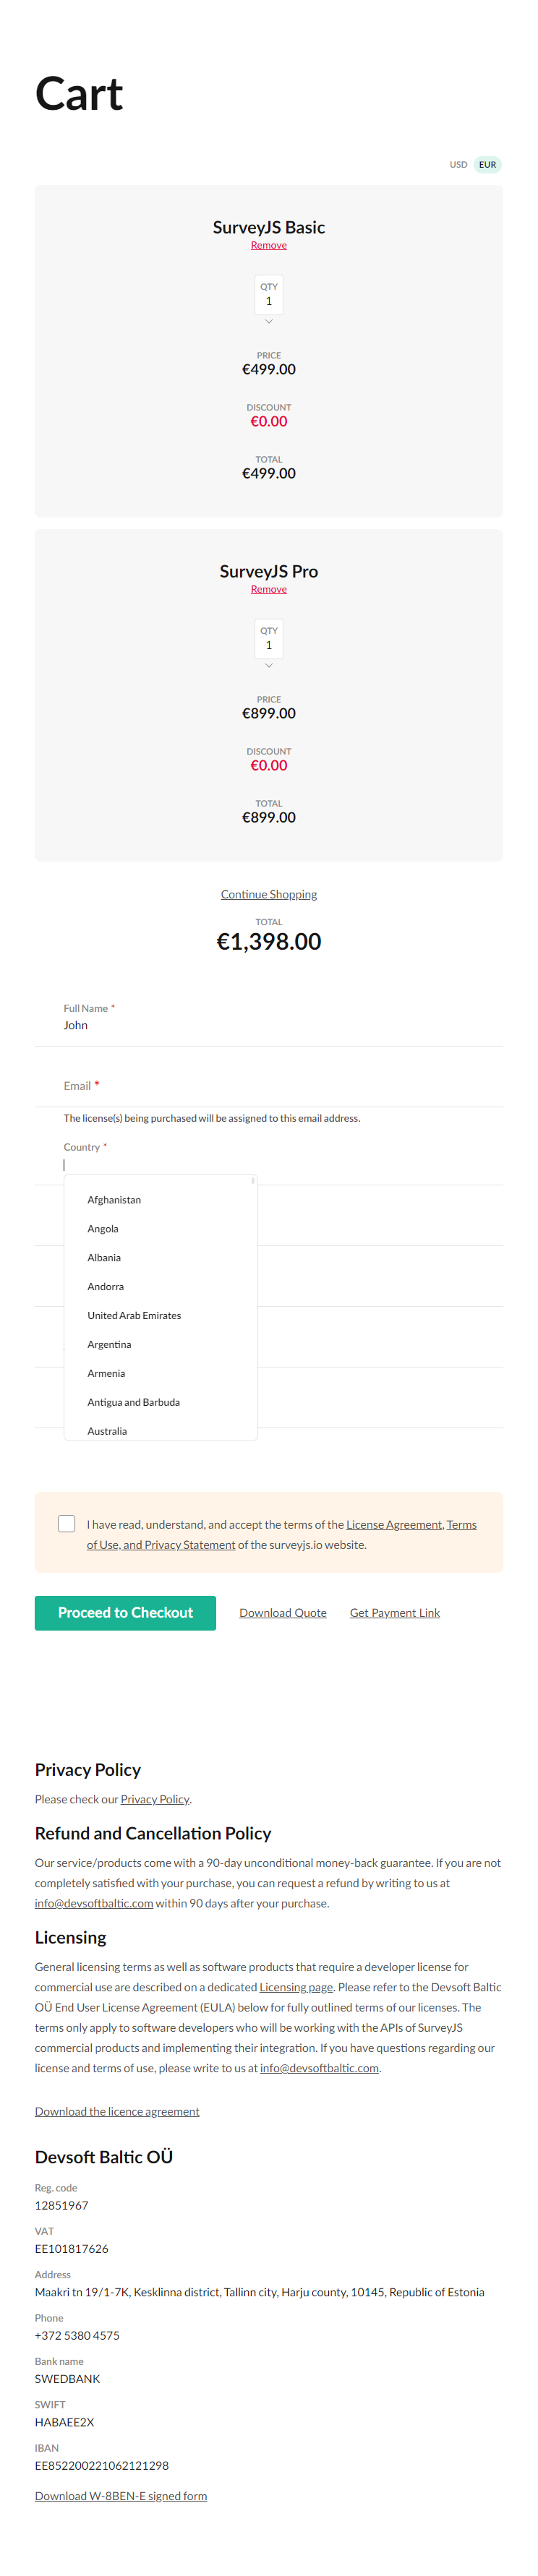 Cart
USD EUR
SurveyJS Basic
Remove
QTY
1
PRICE
€499.00
DISCOUNT
€0.00
TOTAL
€499.00
SurveyJS Pro
Remove
QTY
1
PRICE
€899.00
DISCOUNT
€0.00
TOTAL
€899.00
Continue Shopping
TOTAL
€1,398.00
Full Name *
John
Email *
The license(s) being purchased will be assigned to this email address.
Country *
Afghanistan
Angola
Albania
Andorra
United Arab Emirates
Argentina
Armenia
Antigua and Barbuda
Australia
I have read, understand, and accept the terms of the License Agreement, Terms
of Use, and Privacy Statement of the surveyjs.io website.
Proceed to Checkout Download Quote Get Payment Link
Privacy Policy
Please check our Privacy Policy.
Refund and Cancellation Policy
Our service/products come with a 90-day unconditional money-back guarantee. If you are not
completely satisfied with your purchase, you can request a refund by writing to us at
info@devsoftbaltic.com within 90 days after your purchase.
Licensing
General licensing terms as well as software products that require a developer license for
commercial use are described on a dedicated Licensing page. Please refer to the Devsoft Baltic
OÜ End User License Agreement (EULA) below for fully outlined terms of our licenses. The
terms only apply to software developers who will be working with the APIs of SurveyJS
commercial products and implementing their integration. If you have questions regarding our
license and terms of use, please write to us at info@devsoftbaltic.com.
Download the licence agreement
Devsoft Baltic OÜ
Reg. code
12851967
VAT
EE101817626
Address
Maakri tn 19/1-7K, Kesklinna district, Tallinn city, Harju county, 10145, Republic of Estonia
Phone
+372 5380 4575
Bank name
SWEDBANK
SWIFT
HABAEE2X
IBAN
EE852200221062121298
Download W-8BEN-E signed form